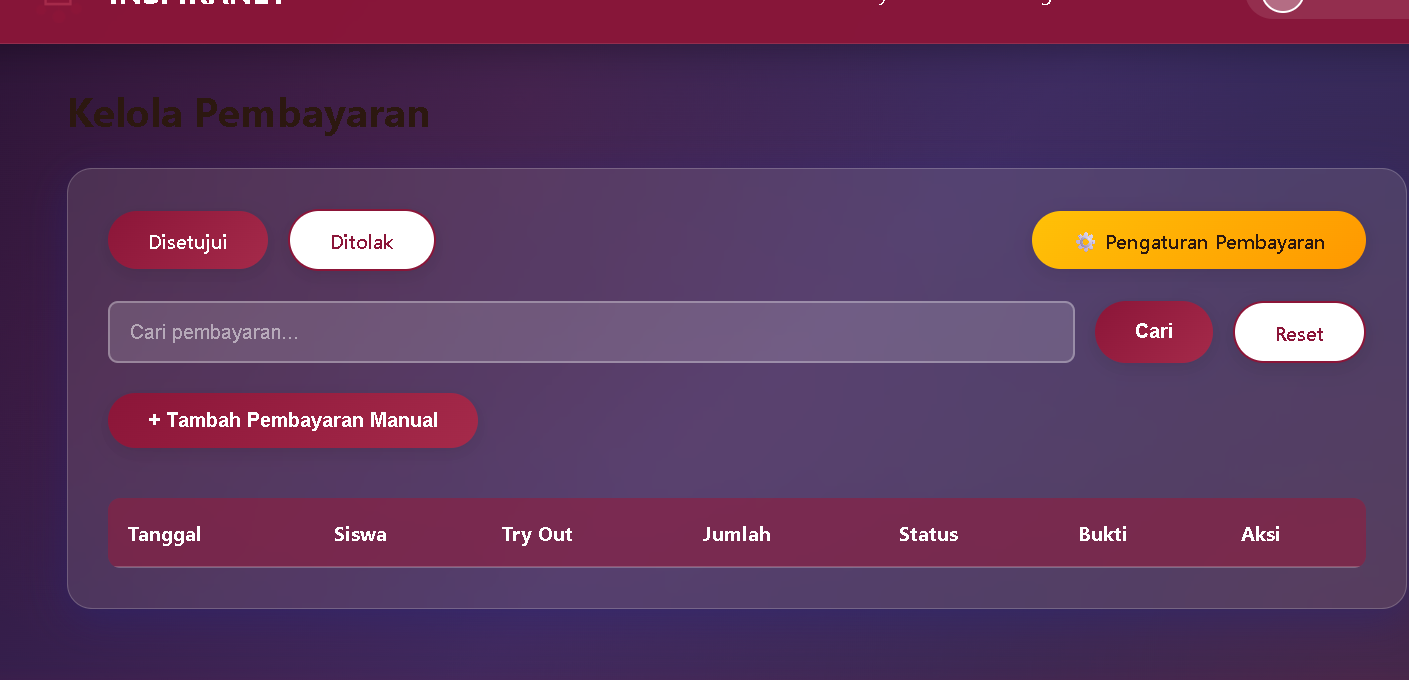 Kelola Pembayaran
Disetujui
Ditolak
Pengaturan Pembayaran
Cari pembayaran...
Cari
Reset
+ Tambah Pembayaran Manual
Tanggal Siswa Try Out Jumlah Status Bukti Aksi